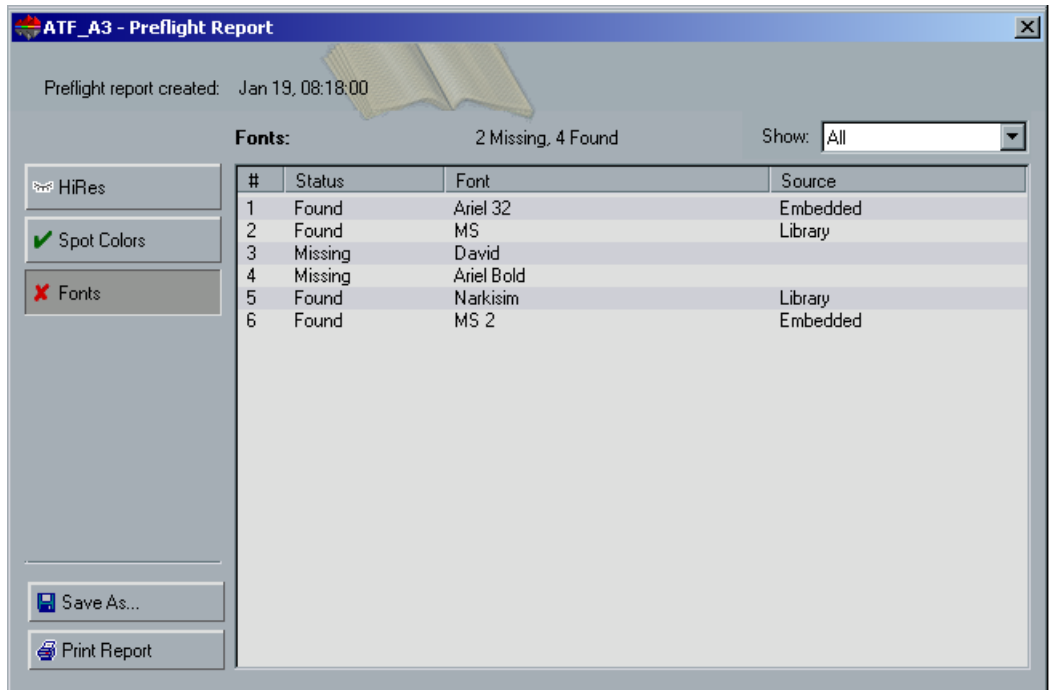 ATF_A3 - Preflight Report
Preflight report created: Jan 19, 08:18:00
Fonts: 2 Missing, 4 Found Show: All
HiRes
Spot Colors
Fonts
# Status Font Source
1 Found Ariel 32 Embedded
2 Found MS Library
3 Missing David
4 Missing Ariel Bold
5 Found Narkisim Library
6 Found MS 2 Embedded
Save As...
Print Report